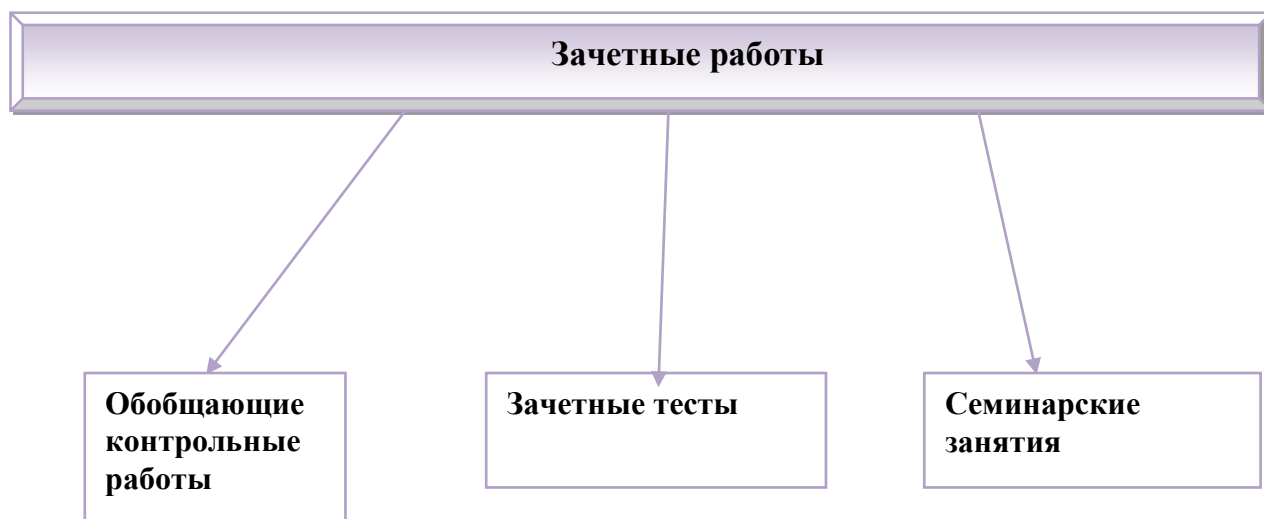 Зачетные работы
Обобщающие
контрольные
работы
Зачетные тесты
Семинарские
занятия